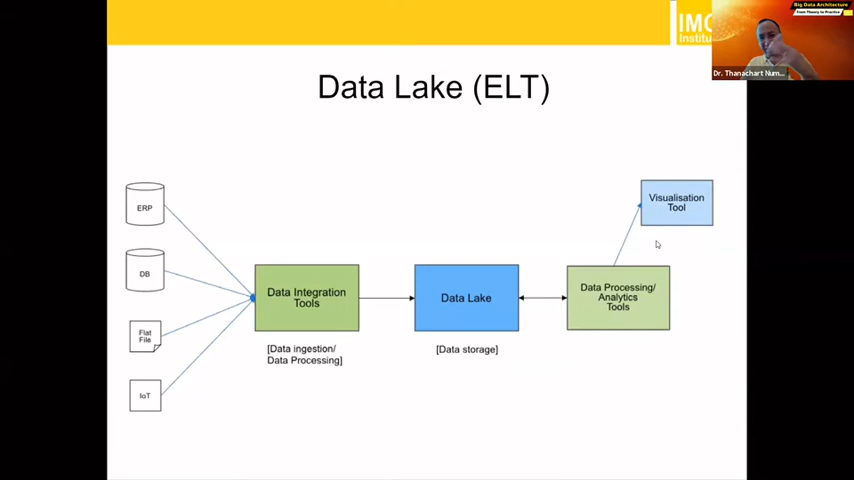 Big Data Architecture
from Theory to Practice
IMC
Institu
Dr. Thanachart Num...
Data Lake (ELT)
Visualisation
Tool
ERP
DB
Flat
File
IoT
Data Integration
Tools
Data Lake
Data Processing/
Analytics
Tools
[Data ingestion/
Data Processing]
[Data storage]